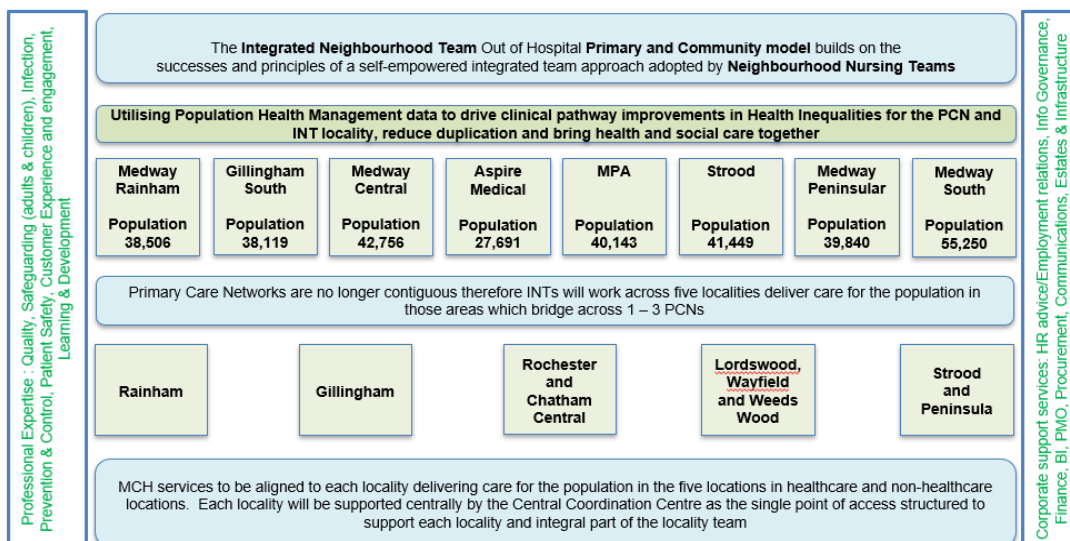 Professional Expertise : Quality, Safeguarding (adults & children), Infection,
Prevention & Control, Patient Safety, Customer Experience and engagement,
Learning & Development
The Integrated Neighbourhood Team Out of Hospital Primary and Community model builds on the
successes and principles of a self-empowered integrated team approach adopted by Neighbourhood Nursing Teams
Utilising Population Health Management data to drive clinical pathway improvements in Health Inequalities for the PCN and
INT locality, reduce duplication and bring health and social care together
Medway
Rainham
Population
38,506
Gillingham
South
Population
38,119
Medway
Central
Population
42,756
Aspire
Medical
Population
27,691
MPA
Population
40,143
Strood
Population
41,449
Medway
Peninsular
Population
39,840
Medway
South
Population
55,250
Primary Care Networks are no longer contiguous therefore INTs will work across five localities deliver care for the population in
those areas which bridge across 1 – 3 PCNs
Rainham
Gillingham
Rochester
and
Chatham
Central
Lordswood,
Wayfield
and Weeds
Wood
Strood
and
Peninsula
MCH services to be aligned to each locality delivering care for the population in the five locations in healthcare and non-healthcare
locations. Each locality will be supported centrally by the Central Coordination Centre as the single point of access structured to
support each locality and integral part of the locality team
Corporate support services: HR advice/Employment relations, Info Governance,
Finance, BI, PMO, Procurement, Communications, Estates & Infrastructure